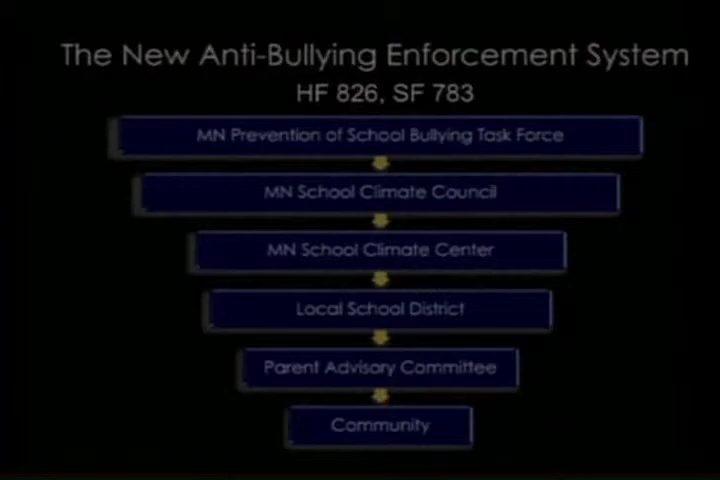 The New Anti-Bullying Enforcement System
HF 826, SF 783
MN Prevention of School Bullying Task Force
MN School Climate Council
MN School Climate Center
Local School District
Parent Advisory Committee
Community